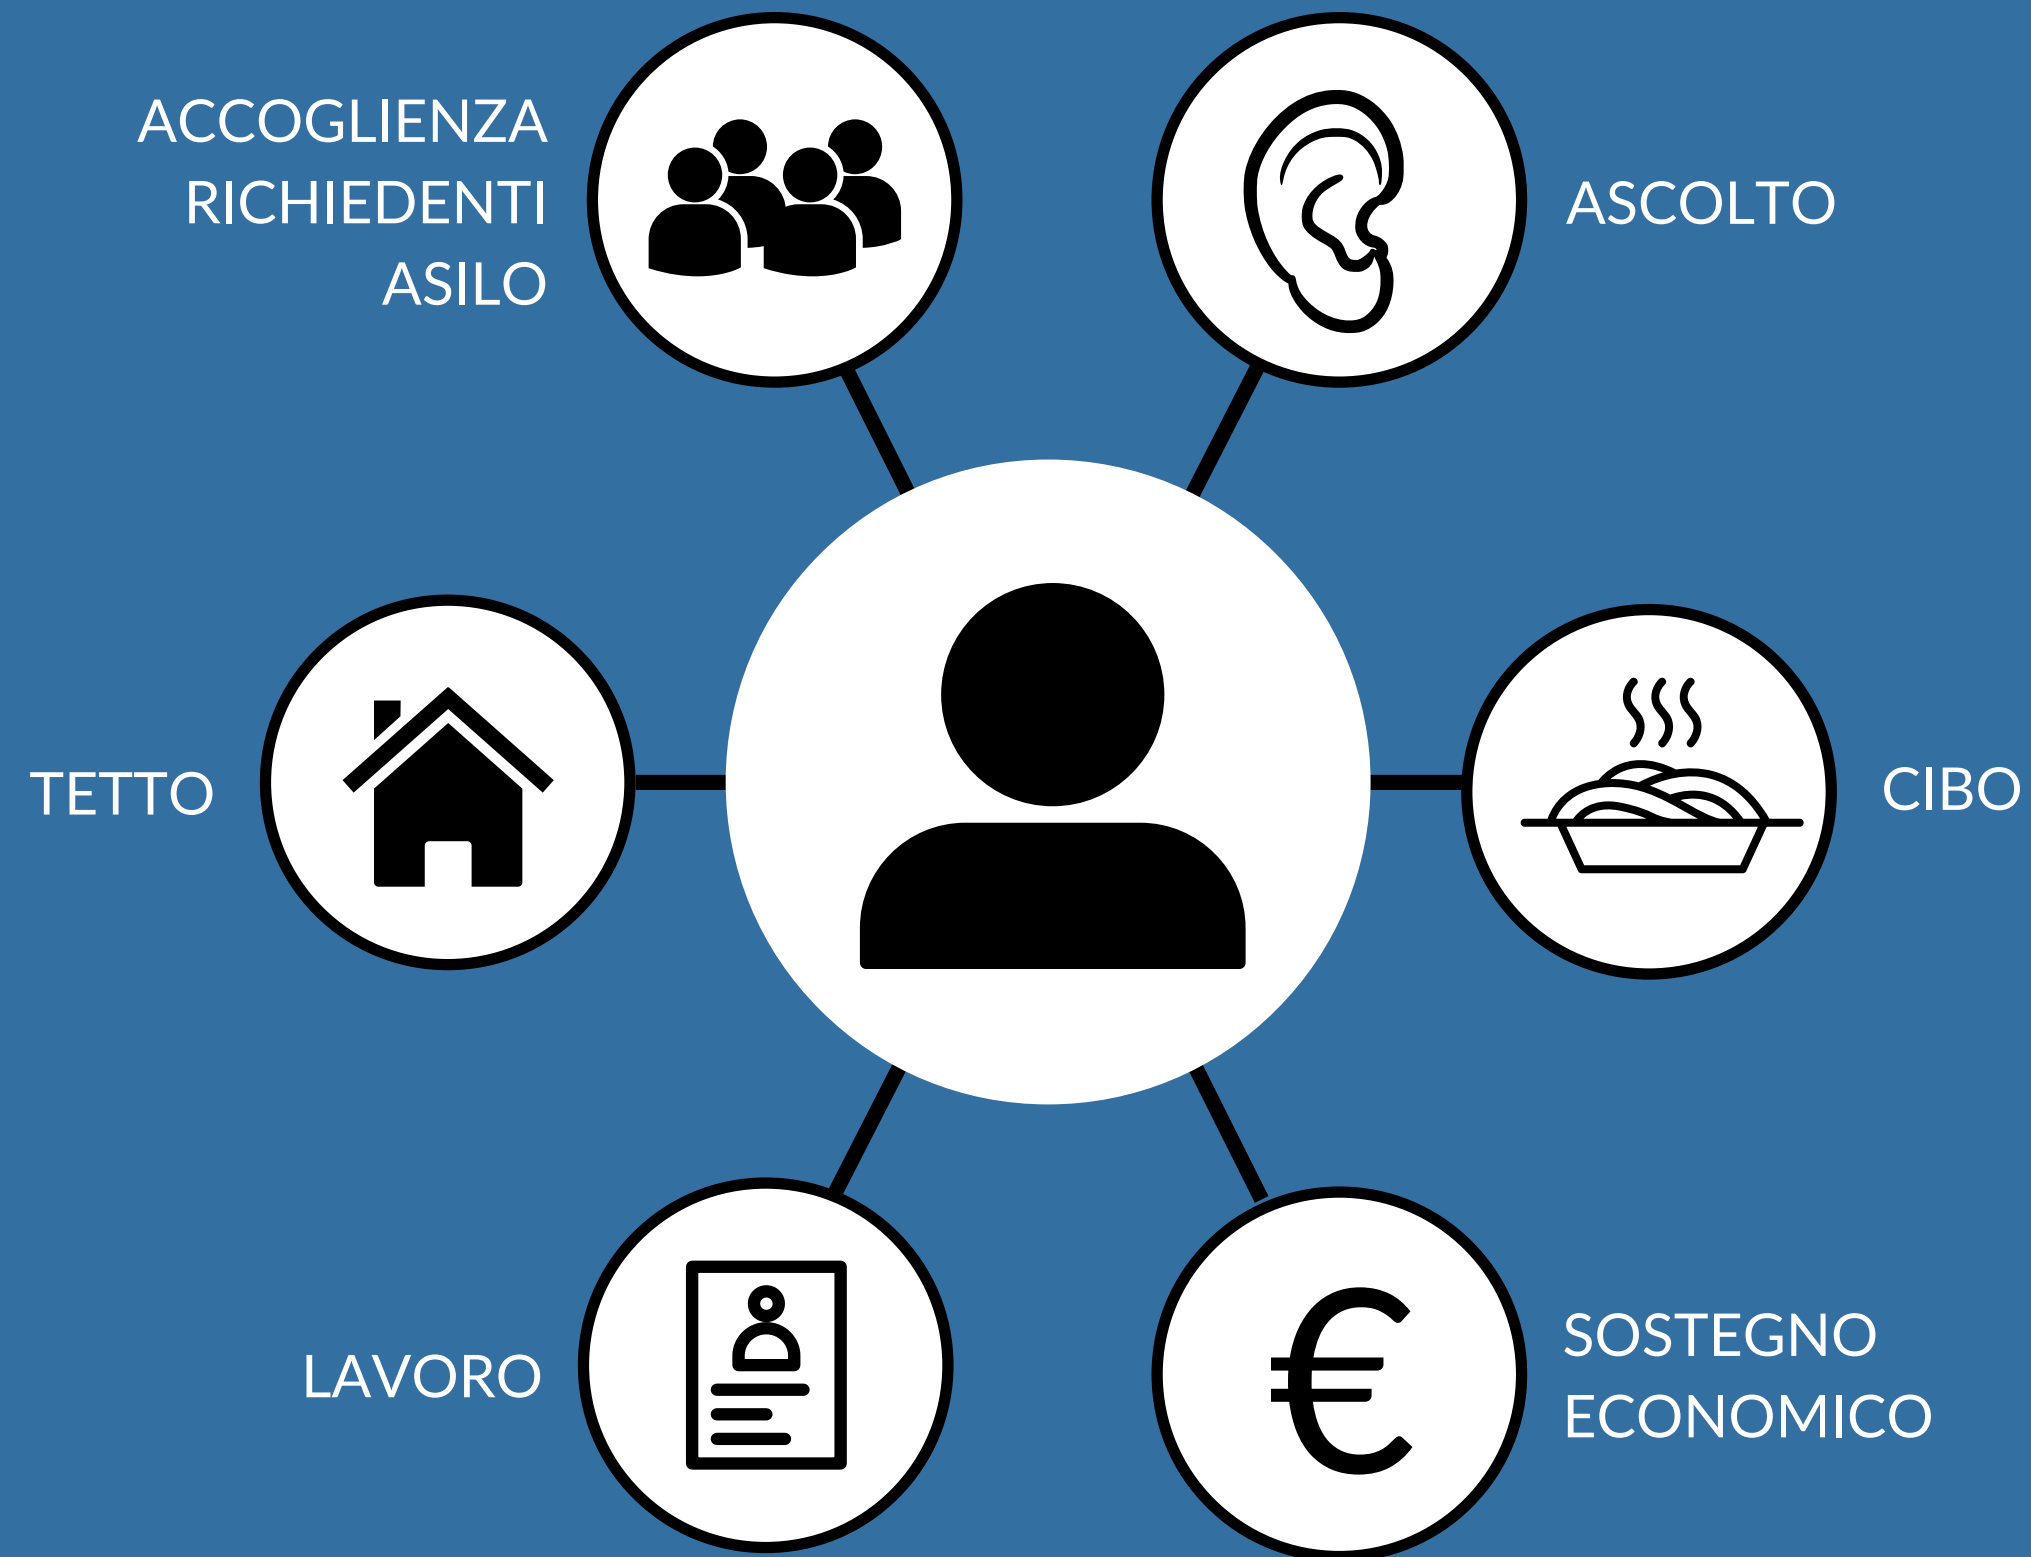 ACCOGLIENZA
RICHIEDENTI
ASILO
ASCOLTO
TETTO
CIBO
LAVORO
SOSTEGNO
ECONOMICO
€